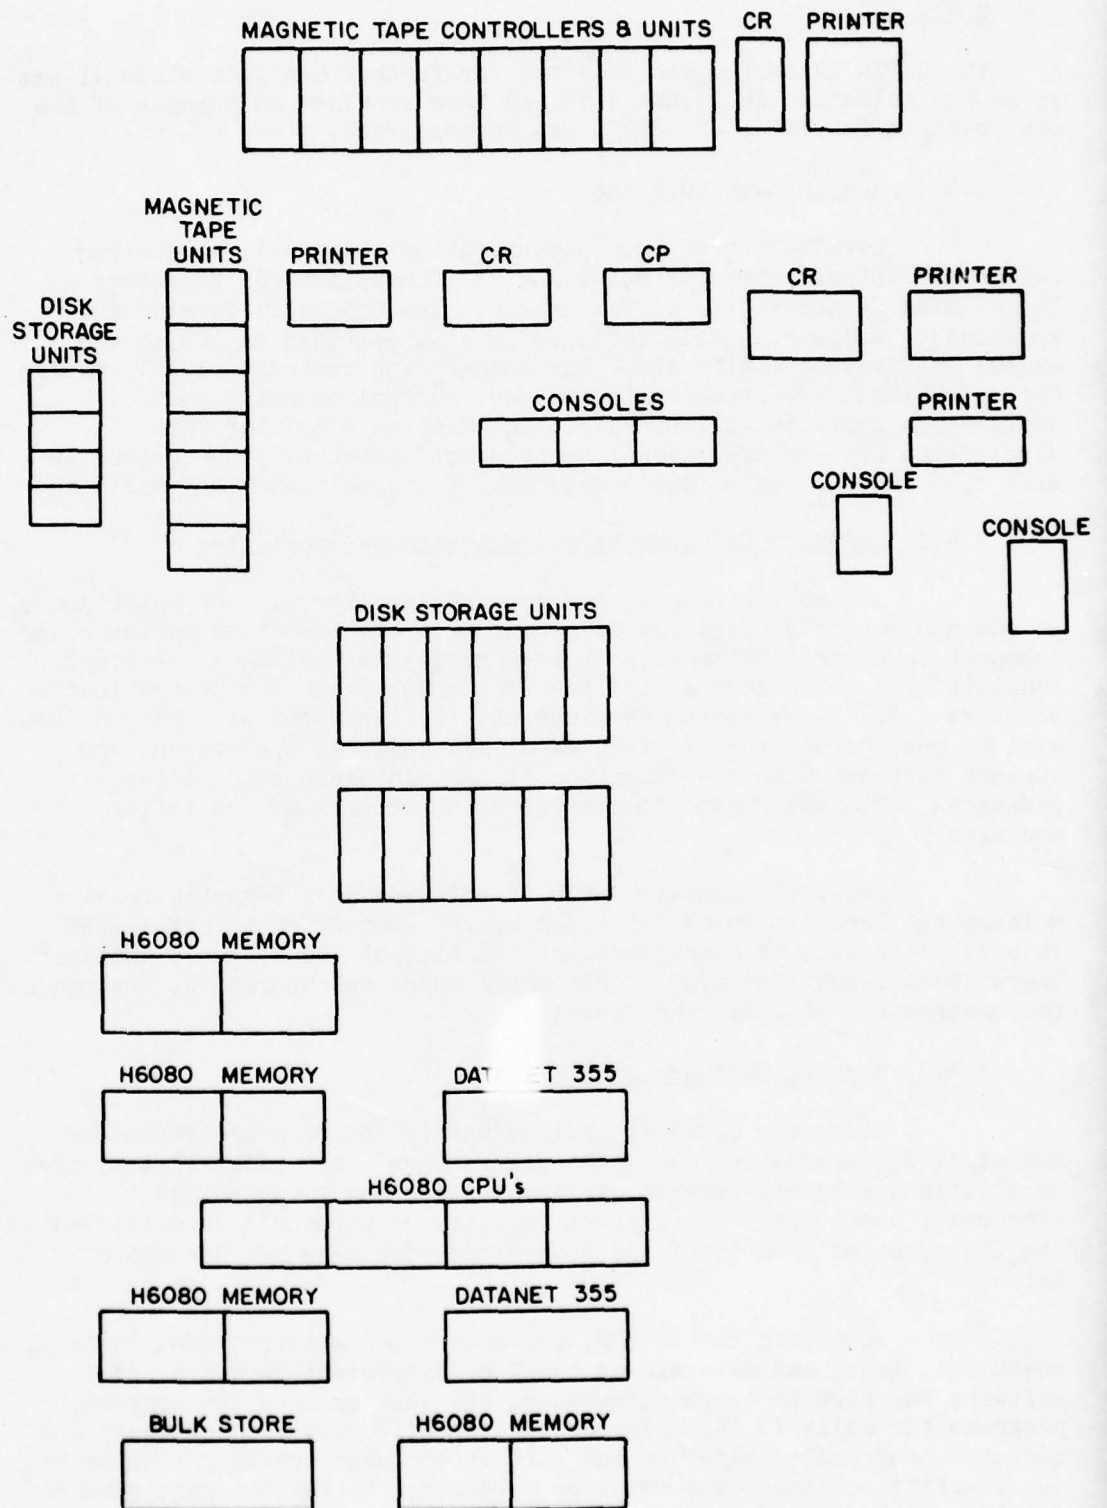 MAGNETIC TAPE CONTROLLERS & UNITS
CR
PRINTER
MAGNETIC
TAPE
UNITS
PRINTER
CR
CP
CR
PRINTER
DISK
STORAGE
UNITS
CONSOLES
PRINTER
CONSOLE
CONSOLE
DISK STORAGE UNITS
H6080 MEMORY
H6080 MEMORY
355
H6080 CPU's
H6080 MEMORY
DATANET 355
BULK STORE
H6080 MEMORY